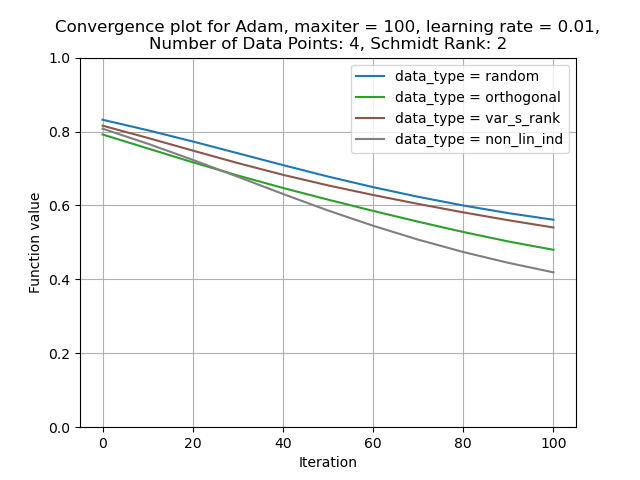 Convergence plot for Adam, maxiter = 100, learning rate = 0.01,
Number of Data Points: 4, Schmidt Rank: 2
1.0
0.8
0.6
0.4
0.2
0.0
Function value
data_type = random
data_type = orthogonal
data_type = var_s_rank
data_type = non_lin_ind
0 20 40 60 80 100
Iteration